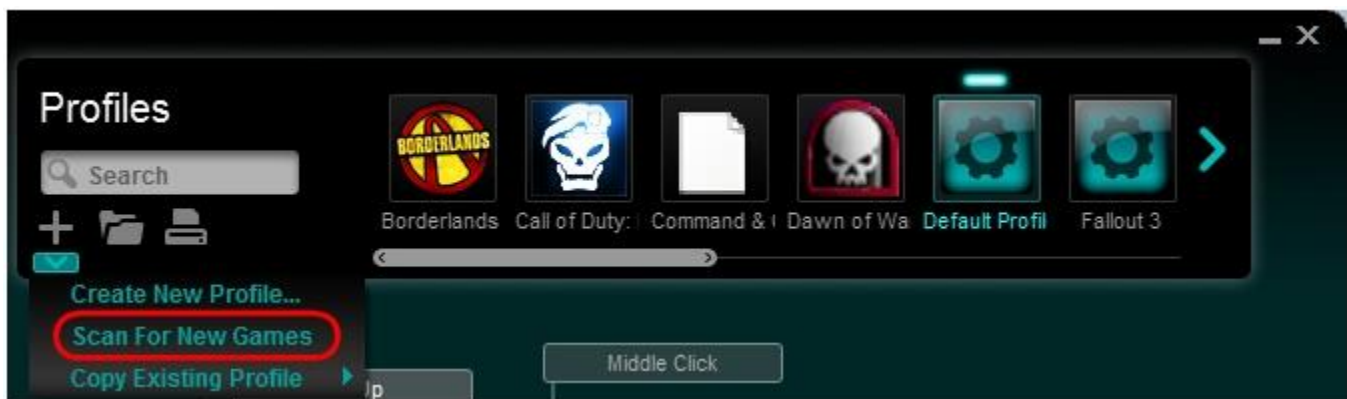 Profiles
Search
BORDERLANDS
Borderlands
Call of Duty:
Command &
Dawn of Wa
Default Profil
Fallout 3
Create New Profile...
Scan For New Games
Copy Existing Profile
Middle Click